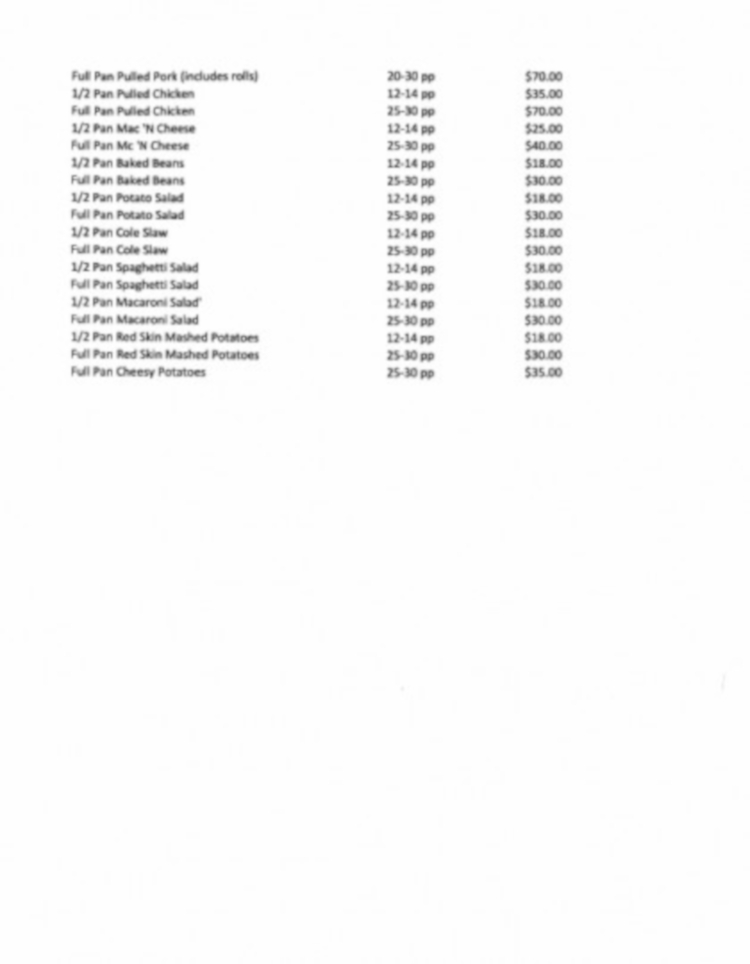 Full Pan Pulled Pork (includes rolls) 20-30 pp $70.00
1/2 Pan Pulled Chicken 12-14 pp $35.00
Full Pan Pulled Chicken 25-30 pp $70.00
1/2 Pan Mac 'N Cheese 12-14 pp $25.00
Full Pan Mc 'N Cheese 25-30 pp $40.00
1/2 Pan Baked Beans 12-14 pp $18.00
Full Pan Baked Beans 25-30 pp $30.00
1/2 Pan Potato Salad 12-14 pp $18.00
Full Pan Potato Salad 25-30 pp $30.00
1/2 Pan Cole Slaw 12-14 pp $18.00
Full Pan Cole Slaw 25-30 pp $30.00
1/2 Pan Spaghetti Salad 12-14 pp $18.00
Full Pan Spaghetti Salad 25-30 pp $30.00
1/2 Pan Macaroni Salad' 12-14 pp $18.00
Full Pan Macaroni Salad 25-30 pp $30.00
1/2 Pan Red Skin Mashed Potatoes 12-14 pp $18.00
Full Pan Red Skin Mashed Potatoes 25-30 pp $30.00
Full Pan Cheesy Potatoes 25-30 pp $35.00